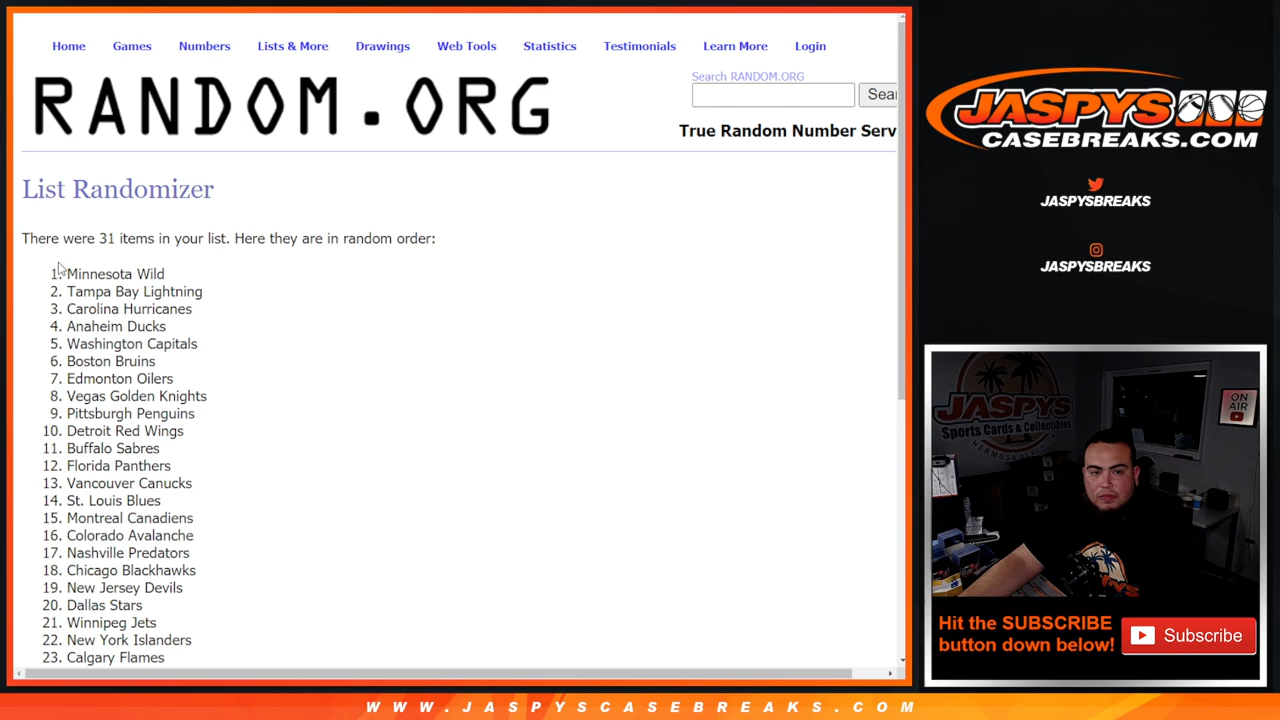 Home Games Numbers Lists & More Drawings Web Tools Statistics Testimonials Learn More Login
RANDOM.ORG
Search RANDOM.ORG
Sear
True Random Number Serv
List Randomizer
There were 31 items in your list. Here they are in random order:
1. Minnesota Wild
2. Tampa Bay Lightning
3. Carolina Hurricanes
4. Anaheim Ducks
5. Washington Capitals
6. Boston Bruins
7. Edmonton Oilers
8. Vegas Golden Knights
9. Pittsburgh Penguins
10. Detroit Red Wings
11. Buffalo Sabres
12. Florida Panthers
13. Vancouver Canucks
14. St. Louis Blues
15. Montreal Canadiens
16. Colorado Avalanche
17. Nashville Predators
18. Chicago Blackhawks
19. New Jersey Devils
20. Dallas Stars
21. Winnipeg Jets
22. New York Islanders
23. Calgary Flames
JASPYS
CASEBREAKS.COM
JASPYSBREAKS
JASPYSBREAKS
JASPYS
Sports Cards & Collectibles
HERMOSA BEACH
ON
AIR
Hit the SUBSCRIBE
button down below!
Subscribe
WWW.JASPYSCASEBREAKS.COM